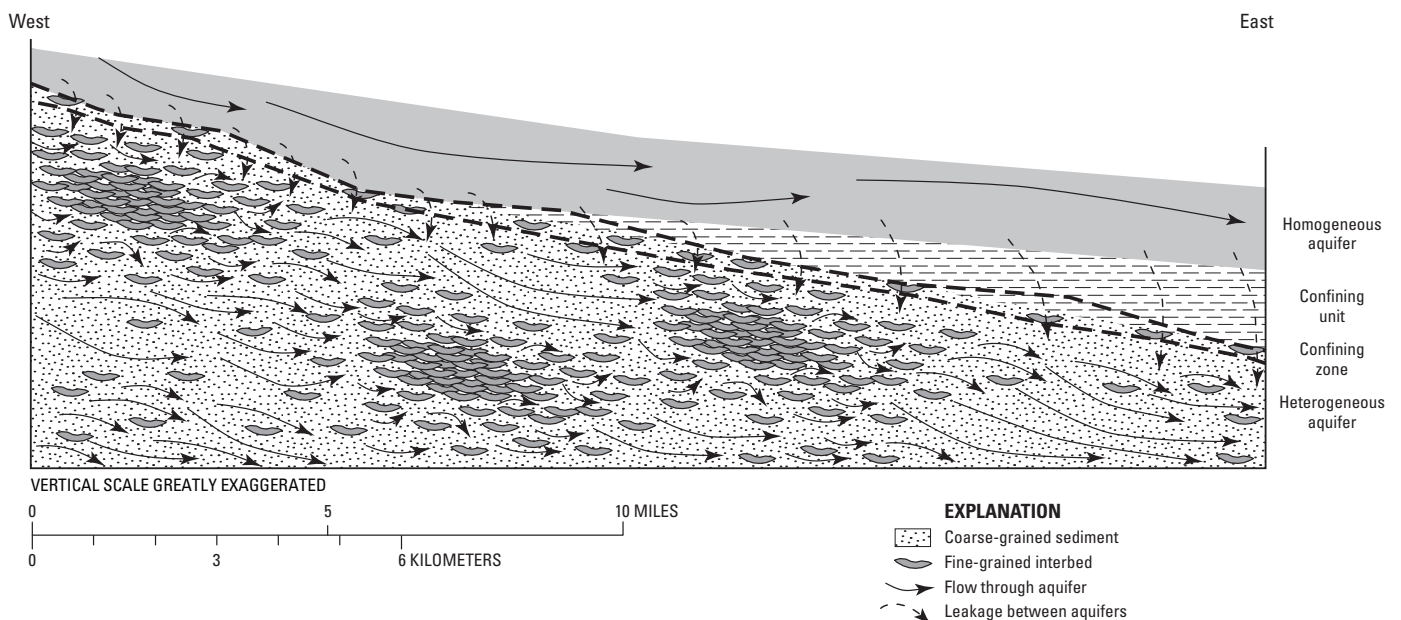 West
East
Homogeneous
aquifer
Confining
unit
Confining
zone
Heterogeneous
aquifer
VERTICAL SCALE GREATLY EXAGGERATED
0 5 10 MILES
0 3 6 KILOMETERS
EXPLANATION
Coarse-grained sediment
Fine-grained interbed
Flow through aquifer
Leakage between aquifers